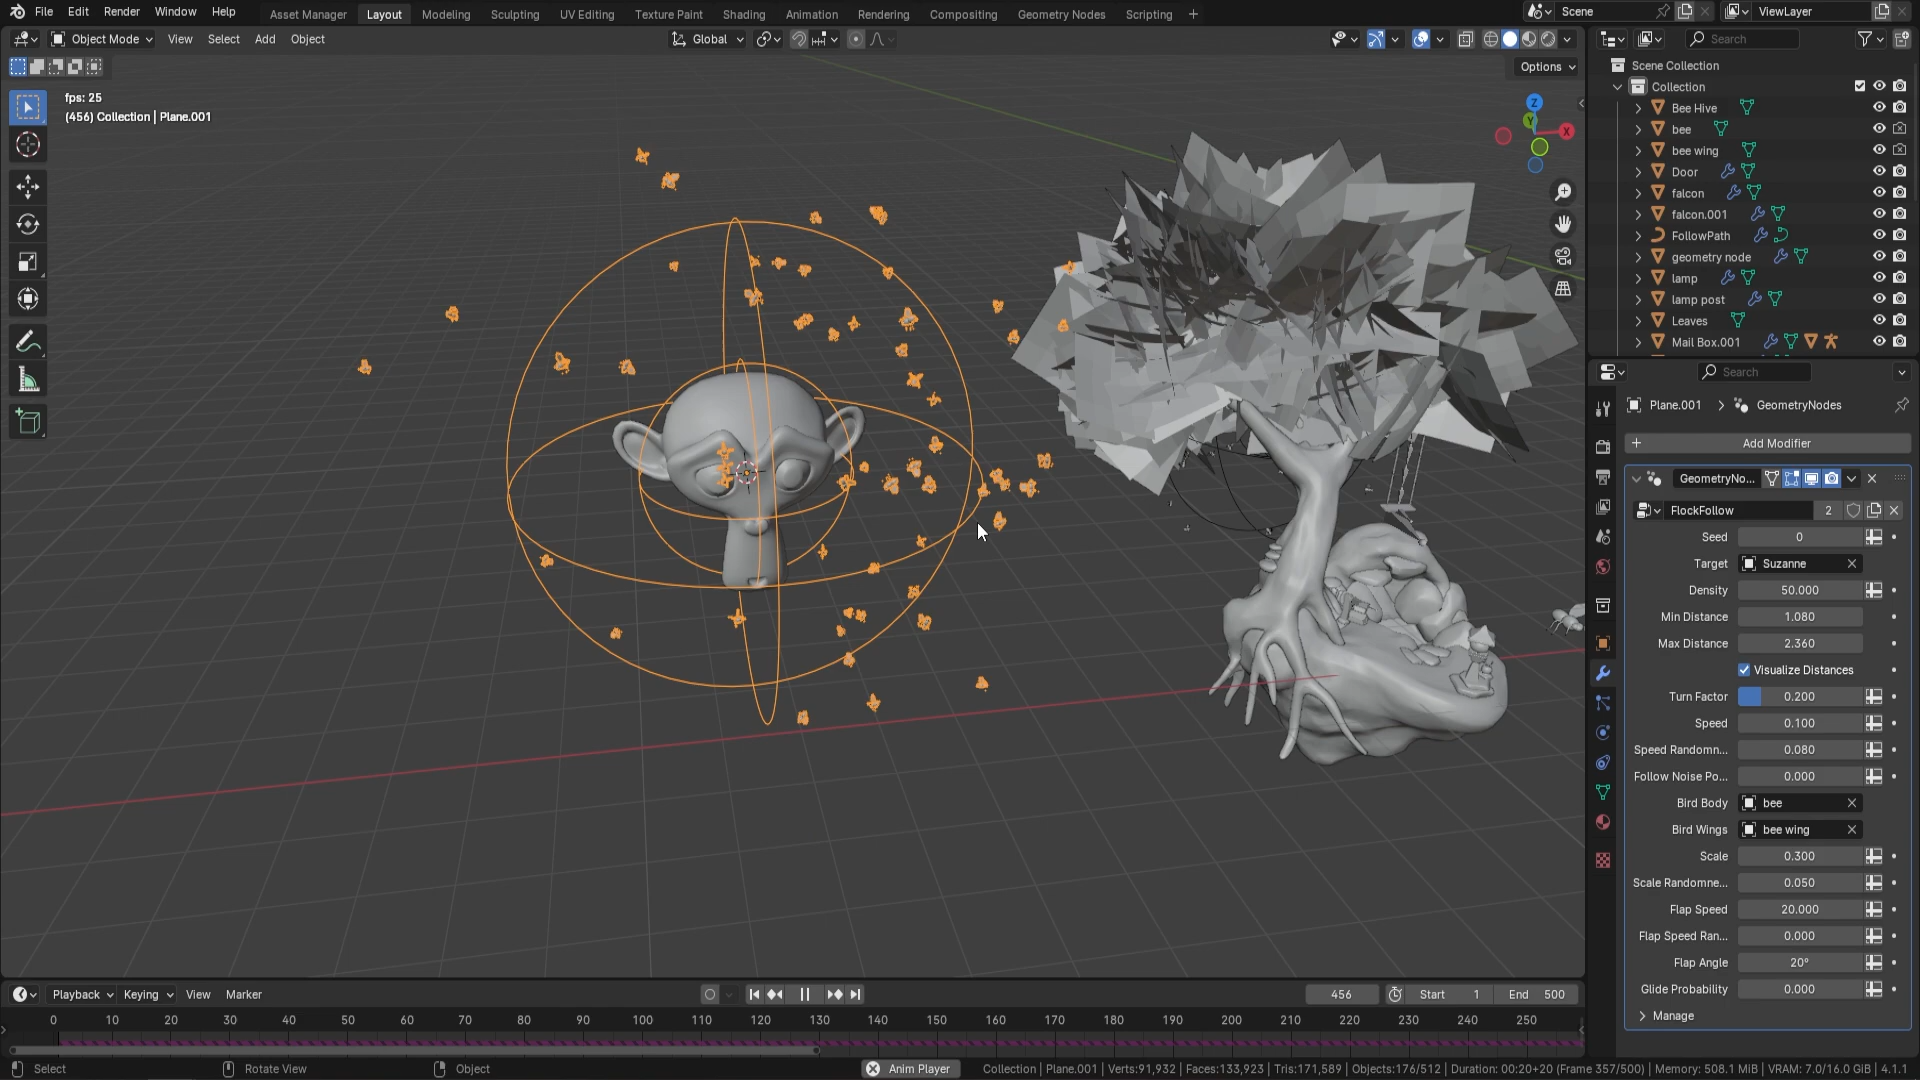 File Edit Render Window Help
Asset Manager Layout Modeling Sculpting UV Editing Texture Paint Shading Animation Rendering Compositing Geometry Nodes Scripting +
Scene
ViewLayer
Object Mode View Select Add Object
Global
Search
Options
fps: 25
(456) Collection | Plane.001
Z
Y
X
Scene Collection
Collection
Bee Hive
bee
bee wing
Door
falcon
falcon.001
FollowPath
geometry node
lamp
lamp post
Leaves
Mail Box.001
Search
Plane.001 > GeometryNodes
+ Add Modifier
GeometryNo...
FlockFollow 2
Seed 0
Target Suzanne
Density 50.000
Min Distance 1.080
Max Distance 2.360
Visualize Distances
Turn Factor 0.200
Speed 0.100
Speed Randomn... 0.080
Follow Noise Po... 0.000
Bird Body bee
Bird Wings bee wing
Scale 0.300
Scale Randomne... 0.050
Flap Speed 20.000
Flap Speed Ran... 0.000
Flap Angle 20°
Glide Probability 0.000
Manage
Playback Keying View Marker
456 Start 1 End 500
0 10 20 30 40 50 60 70 80 90 100 110 120 130 140 150 160 170 180 190 200 210 220 230 240 250
Select Rotate View Object Anim Player Collection | Plane.001 | Verts:91,932 | Faces:133,923 | Tris:171,589 | Objects:176/512 | Duration: 00:20+20 (Frame 357/500) | Memory: 508.1 MiB | VRAM: 7.0/16.0 GiB | 4.1.1